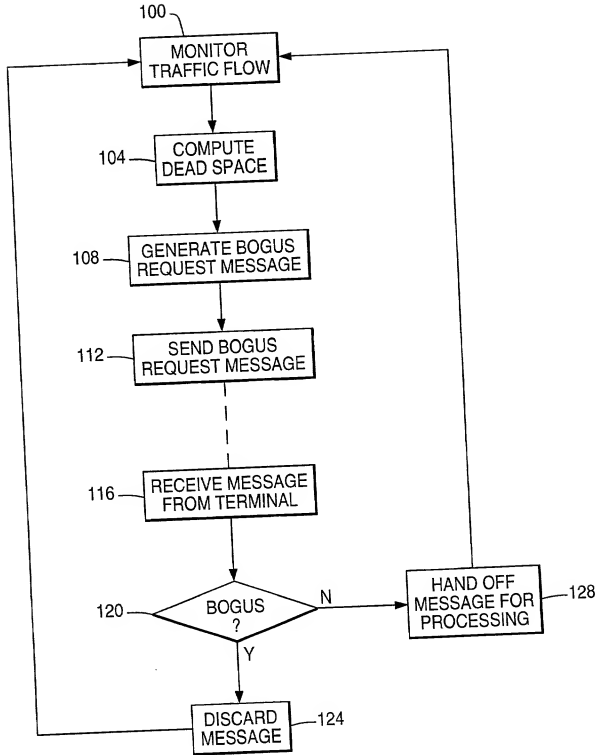 100
MONITOR
TRAFFIC FLOW
104
COMPUTE
DEAD SPACE
108
GENERATE BOGUS
REQUEST MESSAGE
112
SEND BOGUS
REQUEST MESSAGE
116
RECEIVE MESSAGE
FROM TERMINAL
120
BOGUS
?
N
Y
HAND OFF
MESSAGE FOR
PROCESSING
128
DISCARD
MESSAGE
124